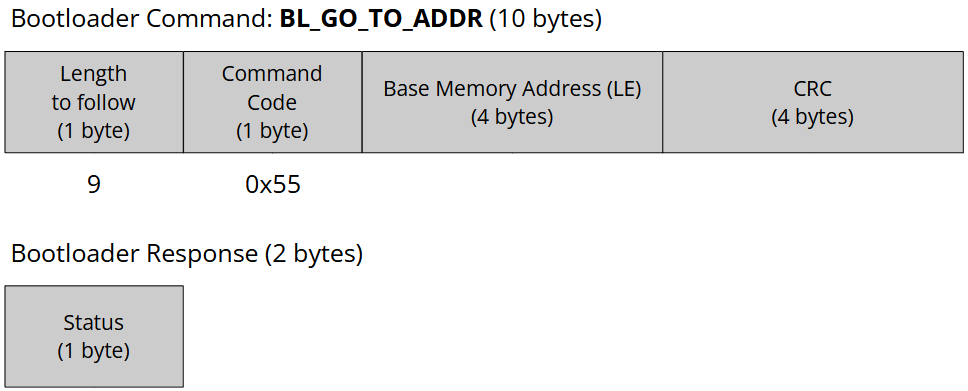 Bootloader Command: BL_GO_TO_ADDR (10 bytes)
Length
to follow
(1 byte)
Command
Code
(1 byte)
Base Memory Address (LE)
(4 bytes)
CRC
(4 bytes)
9
0x55
Bootloader Response (2 bytes)
Status
(1 byte)